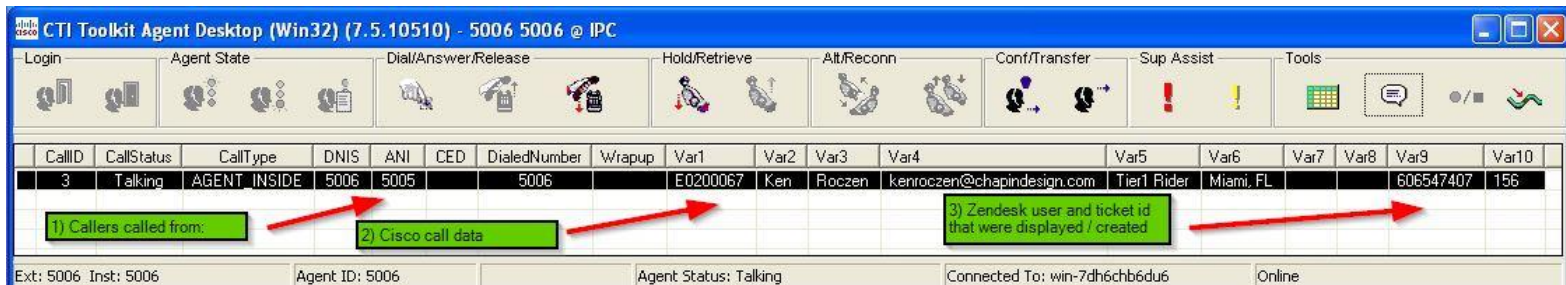 cisco CTI Toolkit Agent Desktop (Win32) (7.5.10510) - 5006 5006 @ IPC
Login Agent State Dial/Answer/Release Hold/Retrieve Alt/Reconn Conf/Transfer Sup Assist Tools
CallID CallStatus CallType DNIS ANI CED DialedNumber Wrapup Var1 Var2 Var3 Var4 Var5 Var6 Var7 Var8 Var9 Var10
3 Talking AGENT_INSIDE 5006 5005 5006 E0200067 Ken Roczen kenroczen@chapindesign.com Tier1 Rider Miami, FL 606547407 156
1) Callers called from:
2) Cisco call data
3) Zendesk user and ticket id
that were displayed / created
Ext: 5006 Inst: 5006 Agent ID: 5006 Agent Status: Talking Connected To: win-7dh6chb6du6 Online